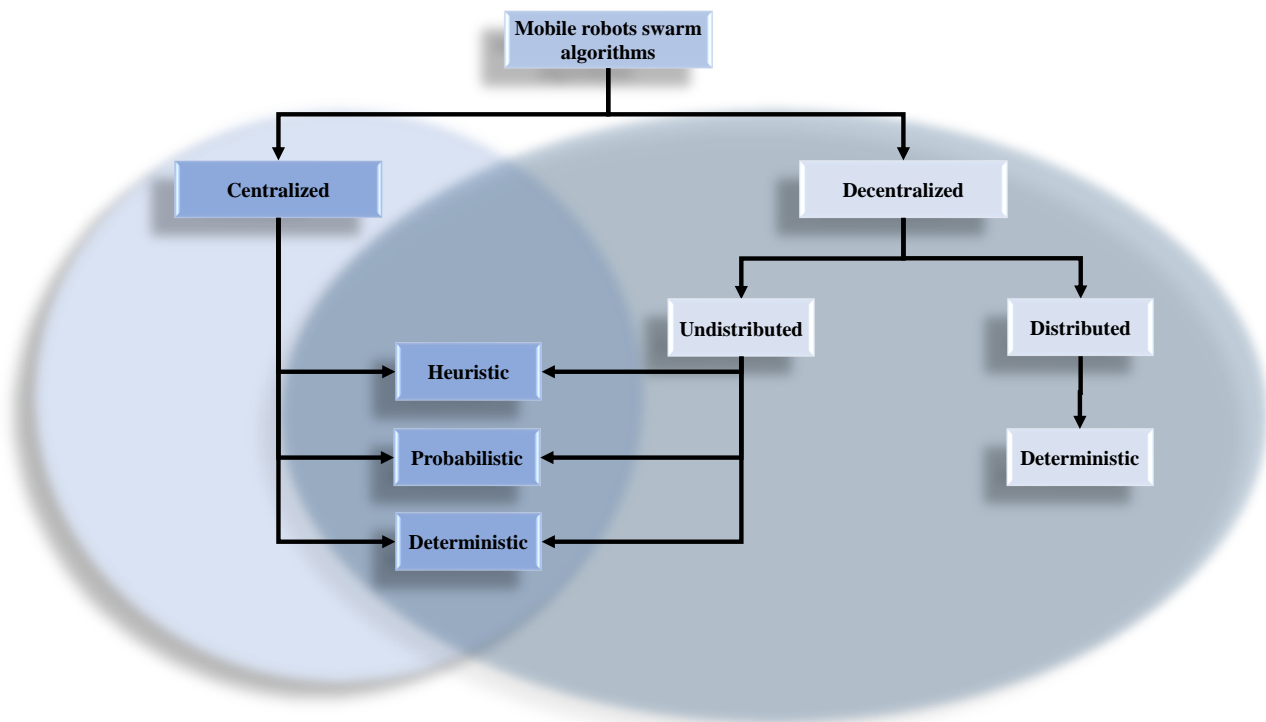 Mobile robots swarm
algorithms
Centralized
Decentralized
Undistributed
Distributed
Heuristic
Probabilistic
Deterministic
Deterministic